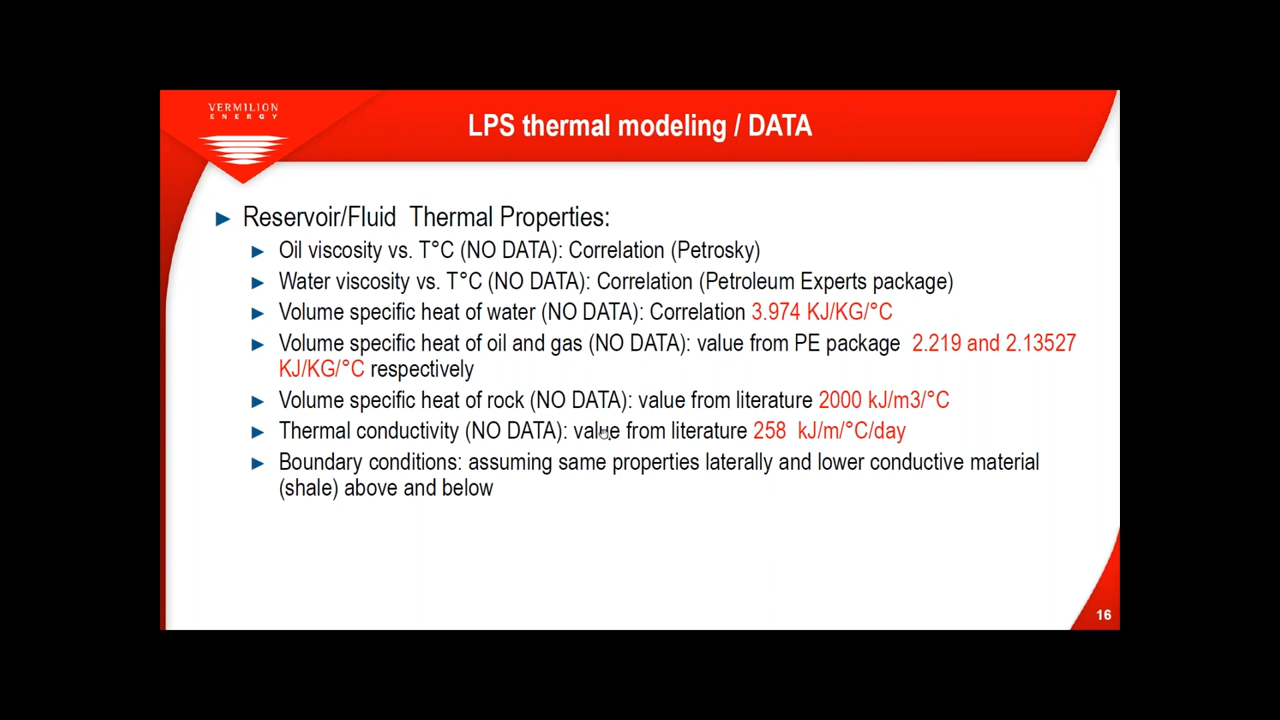 VERMILION
ENERGY
LPS thermal modeling / DATA
Reservoir/Fluid Thermal Properties:
Oil viscosity vs. T°C (NO DATA): Correlation (Petrosky)
Water viscosity vs. T°C (NO DATA): Correlation (Petroleum Experts package)
Volume specific heat of water (NO DATA): Correlation 3.974 KJ/KG/°C
Volume specific heat of oil and gas (NO DATA): value from PE package 2.219 and 2.13527
KJ/KG/°C respectively
Volume specific heat of rock (NO DATA): value from literature 2000 kJ/m3/°C
Thermal conductivity (NO DATA): value from literature 258 kJ/m/°C/day
Boundary conditions: assuming same properties laterally and lower conductive material
(shale) above and below
16